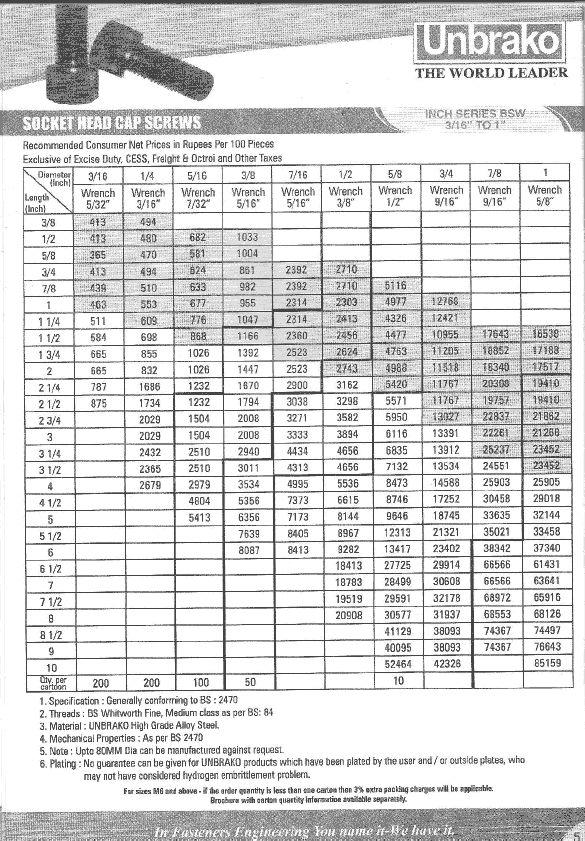 Unbrako
THE WORLD LEADER
SOCKET HEAD CAP SCREWS
INCH SERIES BSW
3/16" TO 1"
Recommended Consumer Net Prices in Rupees Per 100 Pieces
Exclusive of Excise Duty, CESS, Freight & Octroi and Other Taxes
Diameter (Inch) 3/16 1/4 5/16 3/8 7/16 1/2 5/8 3/4 7/8 1
Length (Inch) Wrench 5/32" Wrench 3/16" Wrench 7/32" Wrench 5/16" Wrench 5/16" Wrench 3/8" Wrench 1/2" Wrench 9/16" Wrench 9/16" Wrench 5/8"
3/8 413 494
1/2 413 480 682 1033
5/8 365 470 581 1004
3/4 413 494 624 861 2392 2710
7/8 439 510 633 982 2392 2710 5116
1 463 553 677 955 2314 2303 4977 12768
1 1/4 511 609 776 1047 2314 2413 4326 12421
1 1/2 584 698 868 1166 2360 2456 4477 10955 17643 16538
1 3/4 665 855 1026 1392 2523 2624 4763 11205 18852 17188
2 665 832 1026 1447 2523 2743 4988 11518 18340 17517
2 1/4 787 1686 1232 1670 2900 3162 5420 11767 20308 19410
2 1/2 875 1734 1232 1794 3038 3298 5571 11767 19757 19410
2 3/4 2029 1504 2008 3271 3582 5950 13027 22837 21862
3 2029 1504 2008 3333 3894 6116 13391 22261 21268
3 1/4 2432 2510 2940 4434 4656 6835 13912 25237 23452
3 1/2 2365 2510 3011 4313 4656 7132 13534 24551 23452
4 2679 2979 3534 4995 5536 8473 14588 25903 25905
4 1/2 4804 5356 7373 6615 8746 17252 30458 29018
5 5413 6356 7173 8144 9646 18745 33635 32144
5 1/2 7639 8405 8967 12313 21321 35021 33458
6 8087 8413 9282 13417 23402 38342 37340
6 1/2 18413 27725 29914 66566 61431
7 18783 28499 30608 66566 63641
7 1/2 19519 29591 32178 68972 65916
8 20908 30577 31937 68553 68126
8 1/2 41129 38093 74367 74497
9 40095 38093 74367 76643
10 52464 42326 85159
Qty. per cartoon 200 200 100 50 10
1. Specification : Generally conforming to BS : 2470
2. Threads : BS Whitworth Fine, Medium class as per BS: 84
3. Material : UNBRAKO High Grade Alloy Steel.
4. Mechanical Properties : As per BS 2470
5. Note : Upto 80MM Dia can be manufactured against request.
6. Plating : No guarantee can be given for UNBRAKO products which have been plated by the user and / or outside plates, who
may not have considered hydrogen embrittlement problem.
For sizes M6 and above - if the order quantity is less than one carton then 3% extra packing charges will be applicable.
Brochure with carton quantity information available separately.
In Fasteners Engineering You name it-We have it.
5